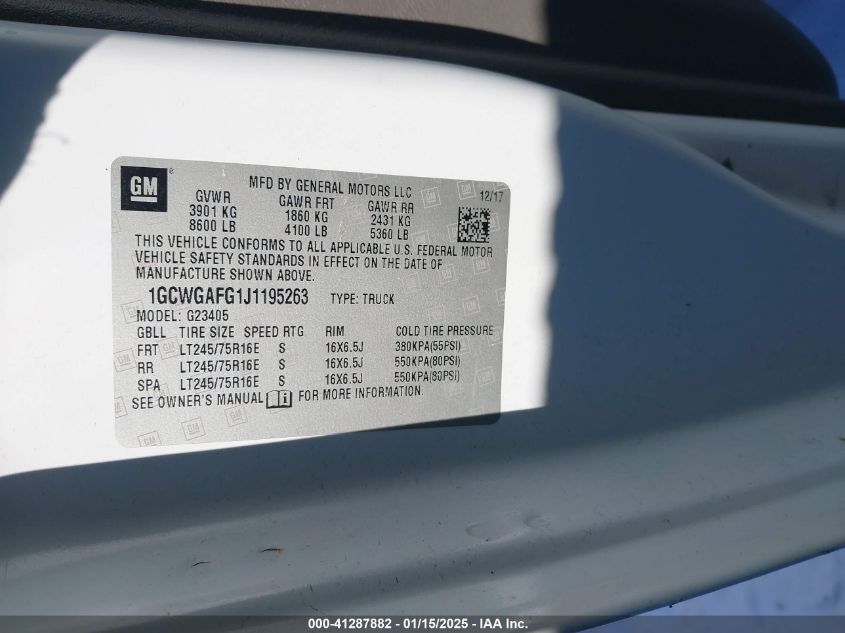 GM ®
MFD BY GENERAL MOTORS LLC
12/17
GVWR GAWR FRT GAWR RR
3901 KG 1860 KG 2431 KG
8600 LB 4100 LB 5360 LB
THIS VEHICLE CONFORMS TO ALL APPLICABLE U.S. FEDERAL MOTOR
VEHICLE SAFETY STANDARDS IN EFFECT ON THE DATE OF
MANUFACTURE SHOWN ABOVE.
1GCWGAFG1J1195263 TYPE: TRUCK
MODEL: G23405
GBLL TIRE SIZE SPEED RTG RIM COLD TIRE PRESSURE
FRT LT245/75R16E S 16X6.5J 380KPA(55PSI)
RR LT245/75R16E S 16X6.5J 550KPA(80PSI)
SPA LT245/75R16E S 16X6.5J 550KPA(80PSI)
SEE OWNER'S MANUAL FOR MORE INFORMATION.
000-41287882 - 01/15/2025 - IAA Inc.